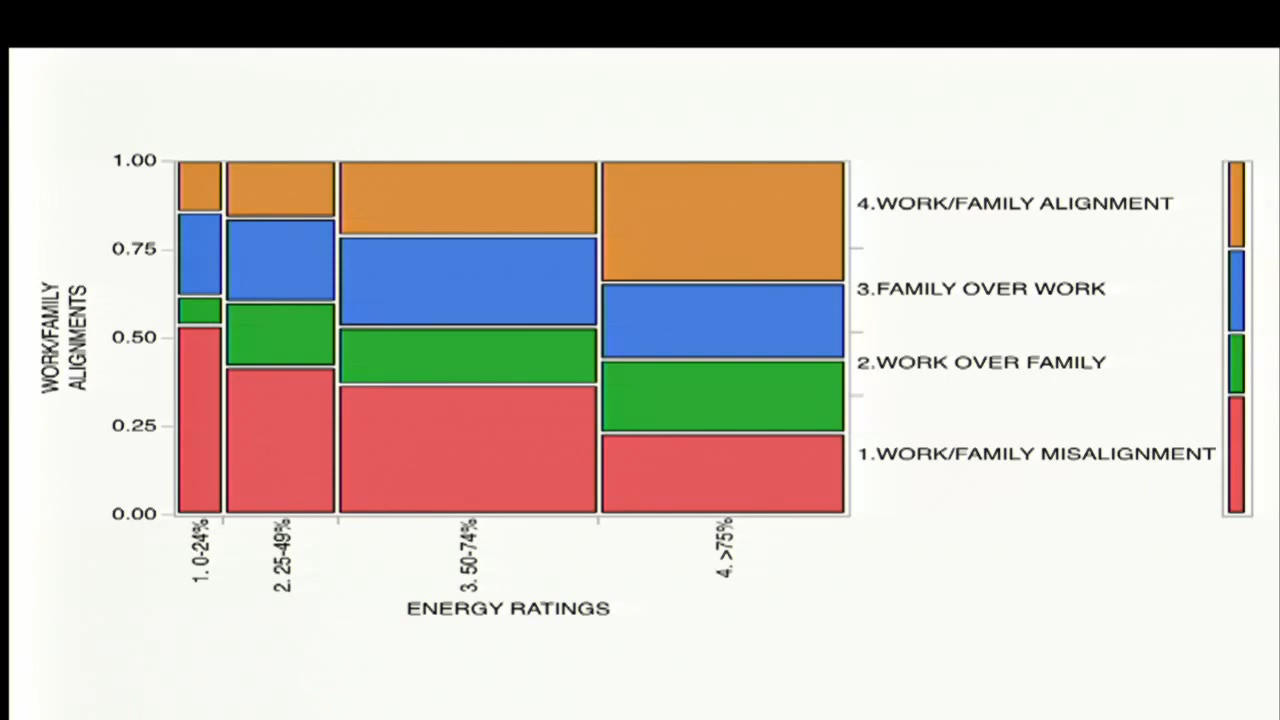 1.00
0.75
0.50
0.25
0.00
WORK/FAMILY
ALIGNMENTS
4.WORK/FAMILY ALIGNMENT
3.FAMILY OVER WORK
2.WORK OVER FAMILY
1.WORK/FAMILY MISALIGNMENT
1. 0-24%
2. 25-49%
3. 50-74%
4. >75%
ENERGY RATINGS